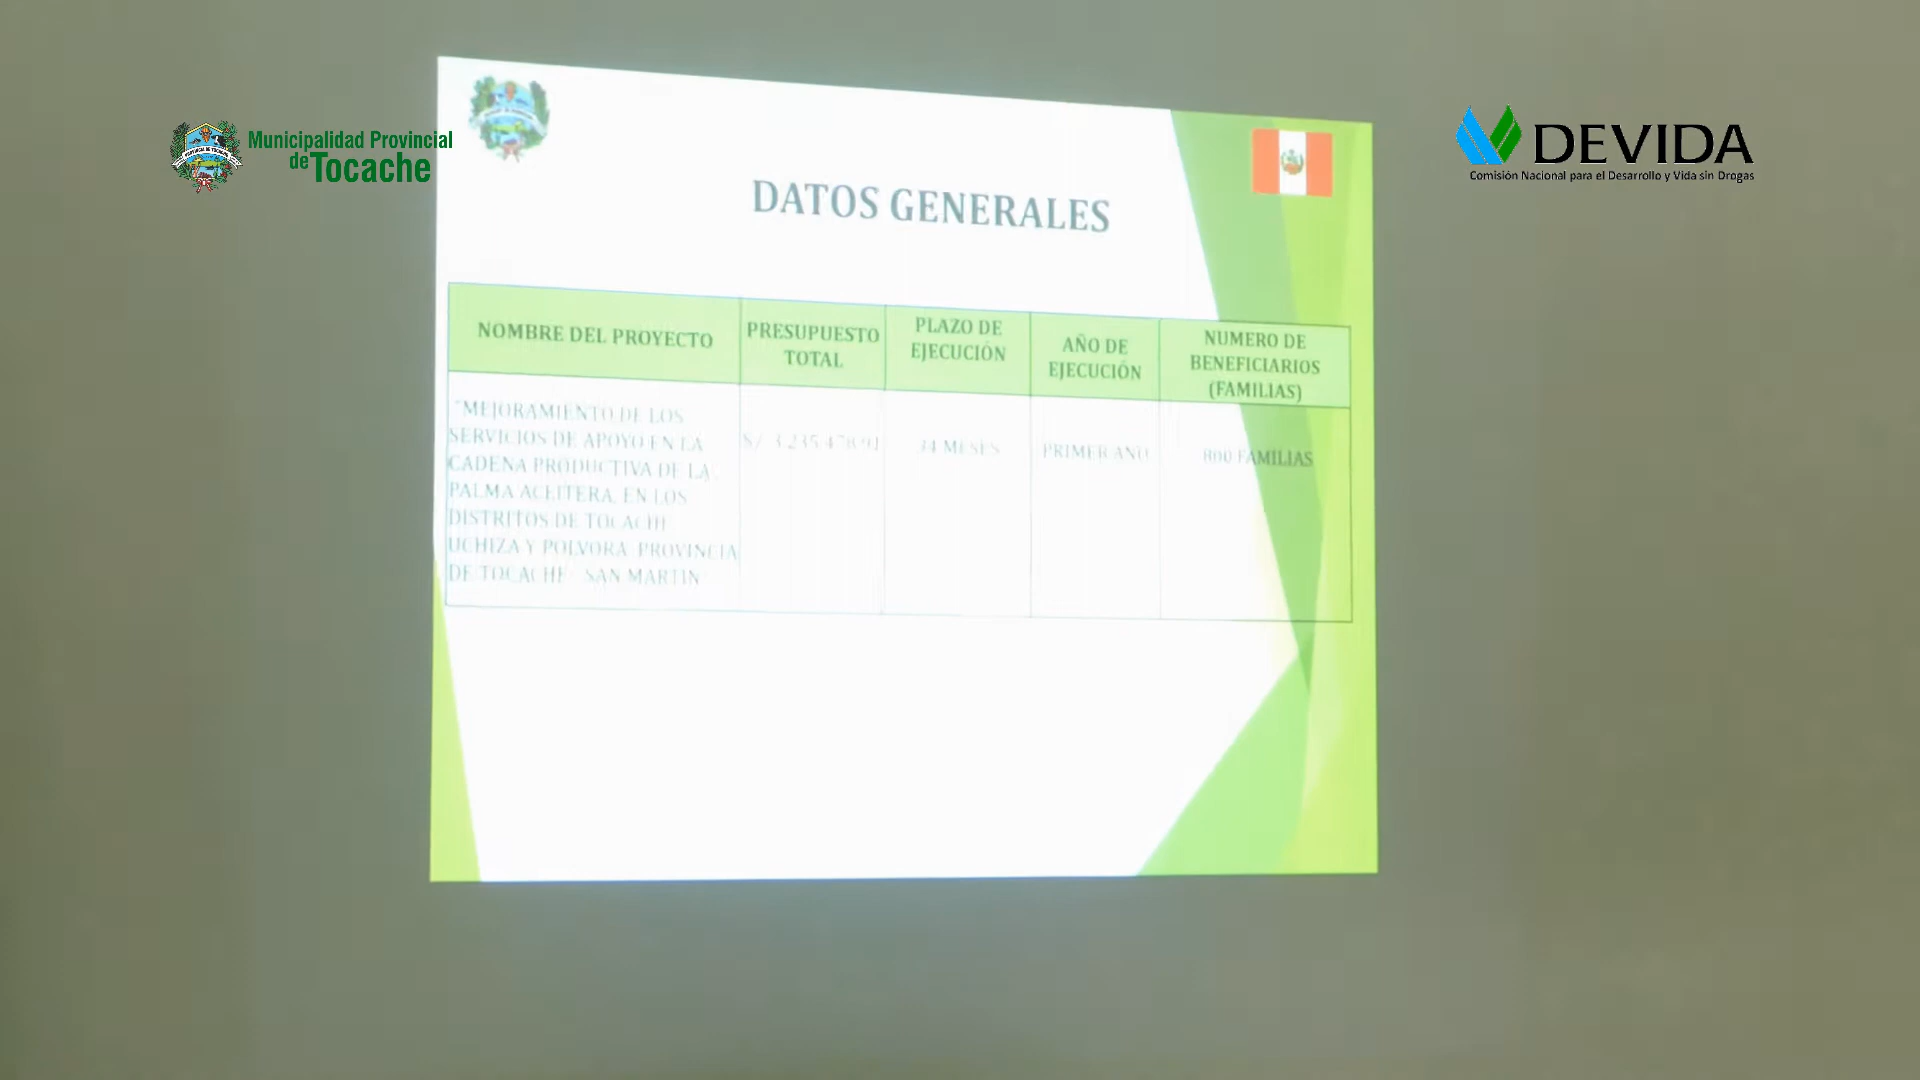 Municipalidad Provincial
de Tocache
DEVIDA
Comisión Nacional para el Desarrollo y Vida sin Drogas
DATOS GENERALES
NOMBRE DEL PROYECTO
PRESUPUESTO
TOTAL
PLAZO DE
EJECUCIÓN
AÑO DE
EJECUCIÓN
NUMERO DE
BENEFICIARIOS
(FAMILIAS)
"MEJORAMIENTO DE LOS
SERVICIOS DE APOYO EN LA
CADENA PRODUCTIVA DE LA
PALMA ACEITERA, EN LOS
DISTRITOS DE TOCACHE
UCHIZA Y POLVORA PROVINCIA
DE TOCACHE SAN MARTIN
S/.
MESES
PRIMER AÑO
800 FAMILIAS